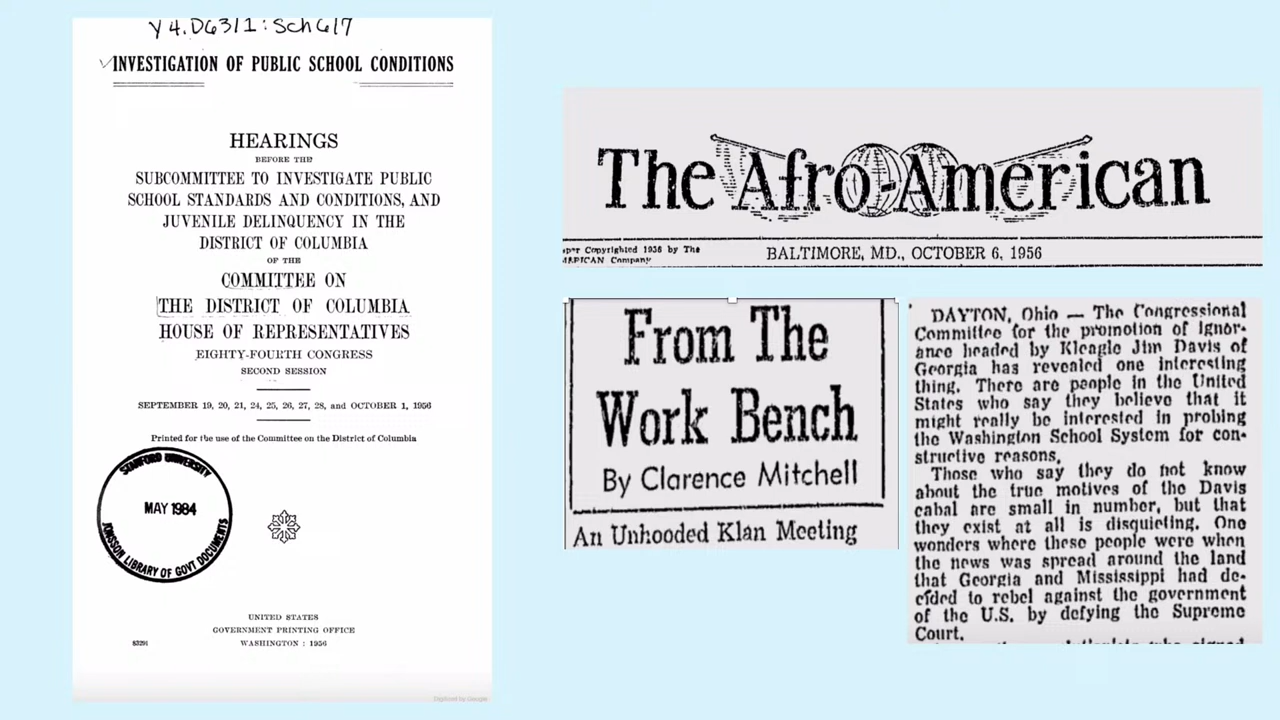 Y4.D63/1:Sch6/7
INVESTIGATION OF PUBLIC SCHOOL CONDITIONS
HEARINGS
BEFORE THE
SUBCOMMITTEE TO INVESTIGATE PUBLIC
SCHOOL STANDARDS AND CONDITIONS, AND
JUVENILE DELINQUENCY IN THE
DISTRICT OF COLUMBIA
OF THE
COMMITTEE ON
THE DISTRICT OF COLUMBIA
HOUSE OF REPRESENTATIVES
EIGHTY-FOURTH CONGRESS
SECOND SESSION
SEPTEMBER 19, 20, 21, 24, 25, 26, 27, 28, and OCTOBER 1, 1956
Printed for the use of the Committee on the District of Columbia
STANFORD UNIVERSITY
MAY 1984
JONSSON LIBRARY OF GOVT DOCUMENTS
UNITED STATES
GOVERNMENT PRINTING OFFICE
83291
WASHINGTON : 1956
Digitized by Google
The Afro-American
Copyrighted 1956 by The
Company
BALTIMORE, MD., OCTOBER 6, 1956
From The
Work Bench
By Clarence Mitchell
An Unhooded Klan Meeting
DAYTON, Ohio — The Congressional
Committee for the promotion of ignor-
ance headed by Kleagle Jim Davis of
Georgia has revealed one interesting
thing. There are people in the United
States who say they believe that it
might really be interested in probing
the Washington School System for con-
structive reasons.
Those who say they do not know
about the true motives of the Davis
cabal are small in number, but that
they exist at all is disquieting. One
wonders where these people were when
the news was spread around the land
that Georgia and Mississippi had de-
cided to rebel against the government
of the U.S. by defying the Supreme
Court.